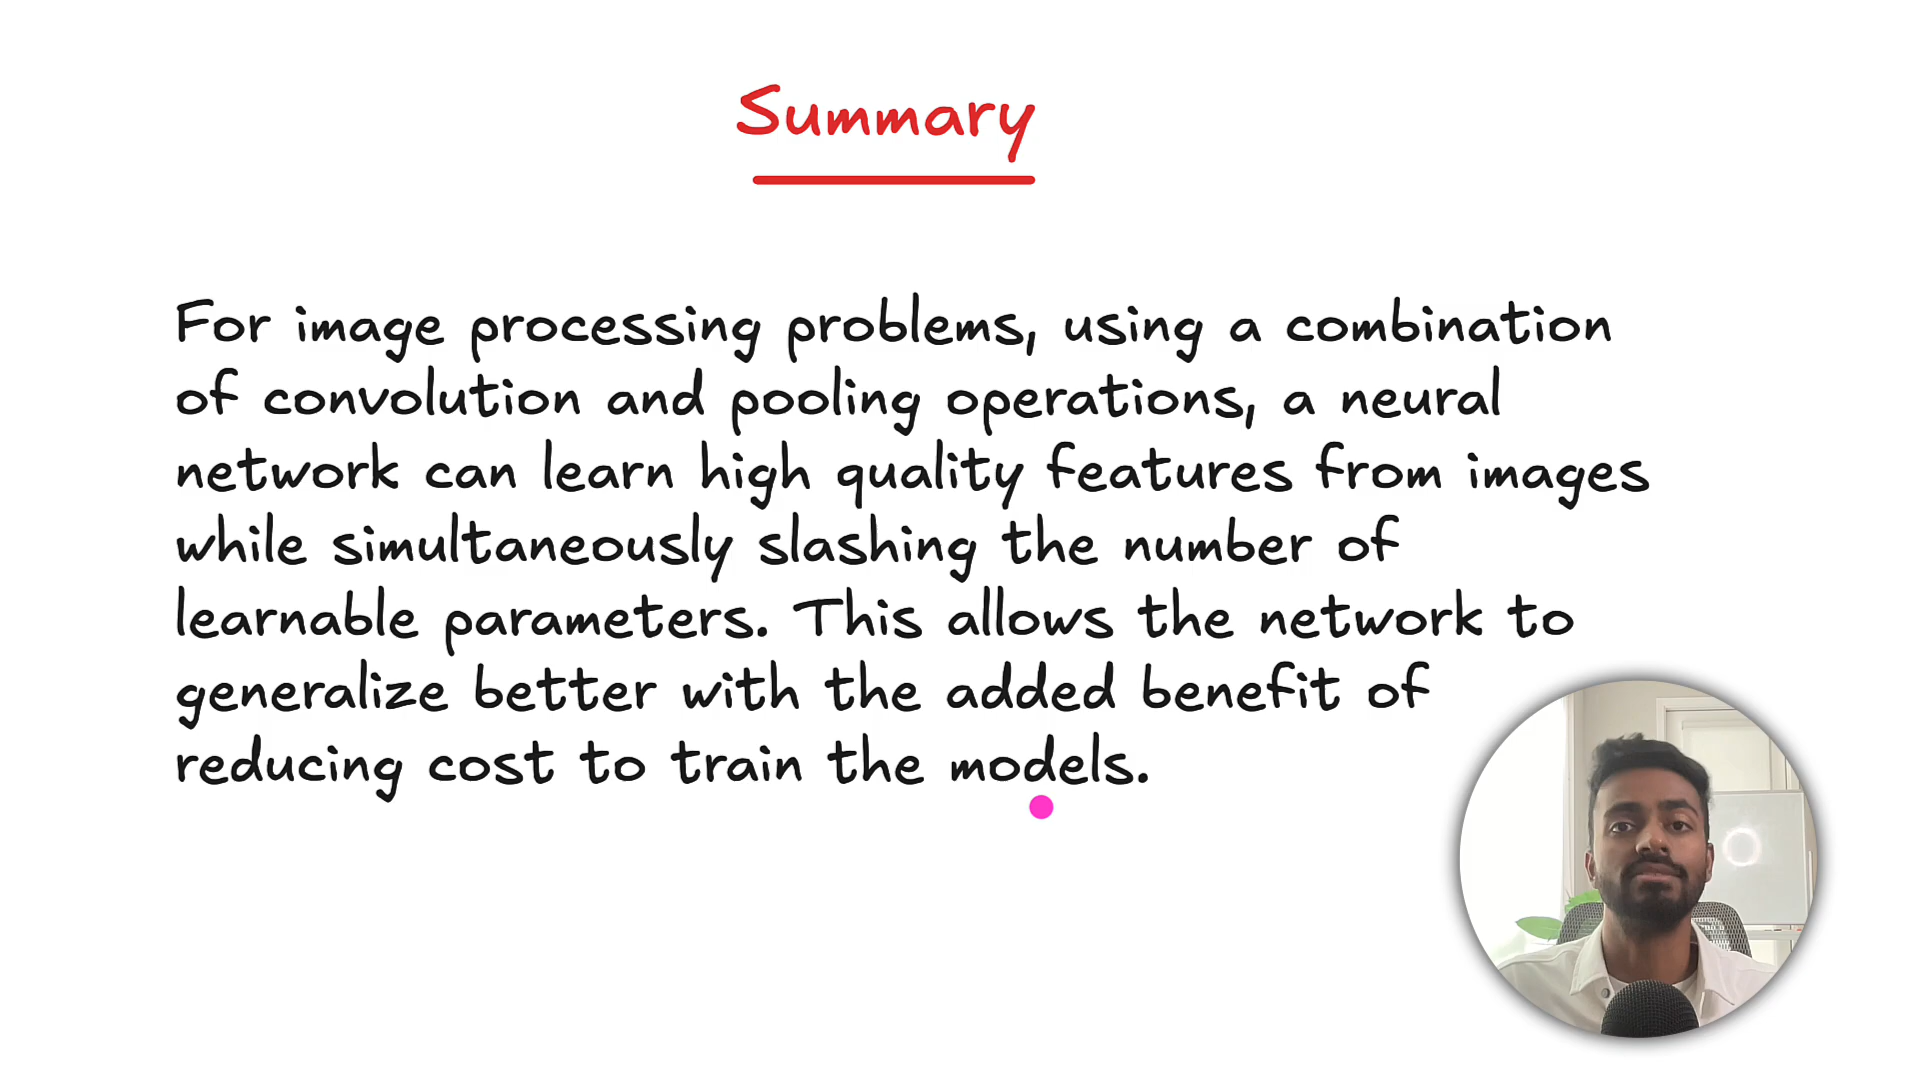 Summary
For image processing problems, using a combination
of convolution and pooling operations, a neural
network can learn high quality features from images
while simultaneously slashing the number of
learnable parameters. This allows the network to
generalize better with the added benefit of
reducing cost to train the models.